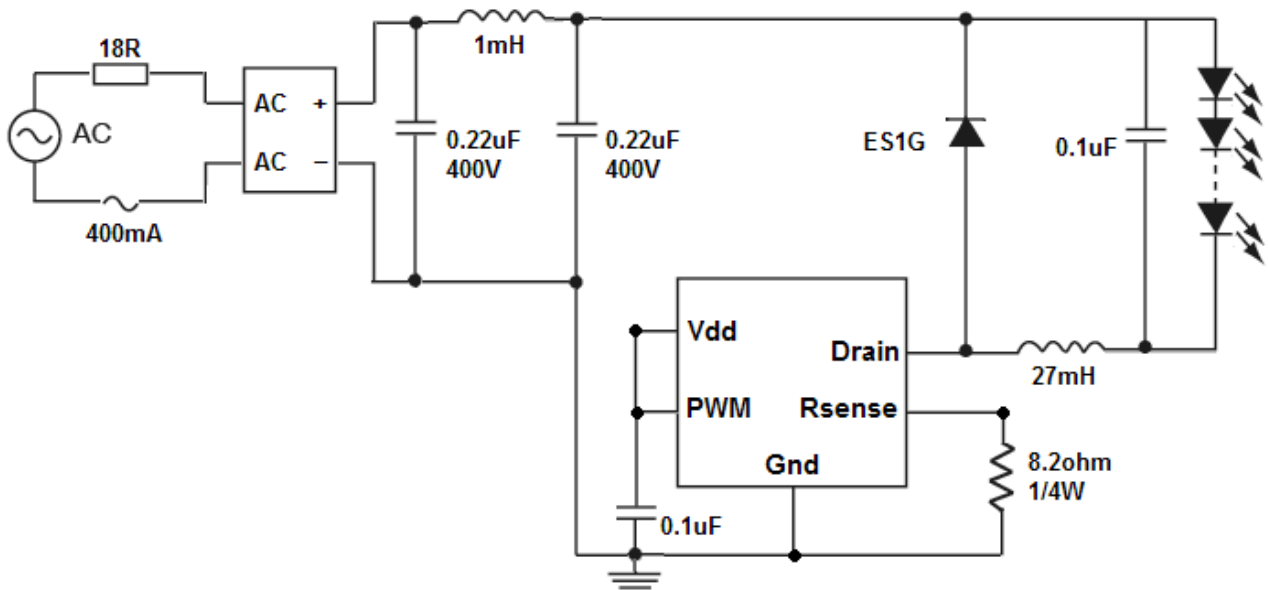 18R
AC
400mA
AC +
AC −
1mH
0.22uF
400V
0.22uF
400V
ES1G
0.1uF
Vdd
PWM
Drain
Rsense
Gnd
27mH
8.2ohm
1/4W
0.1uF